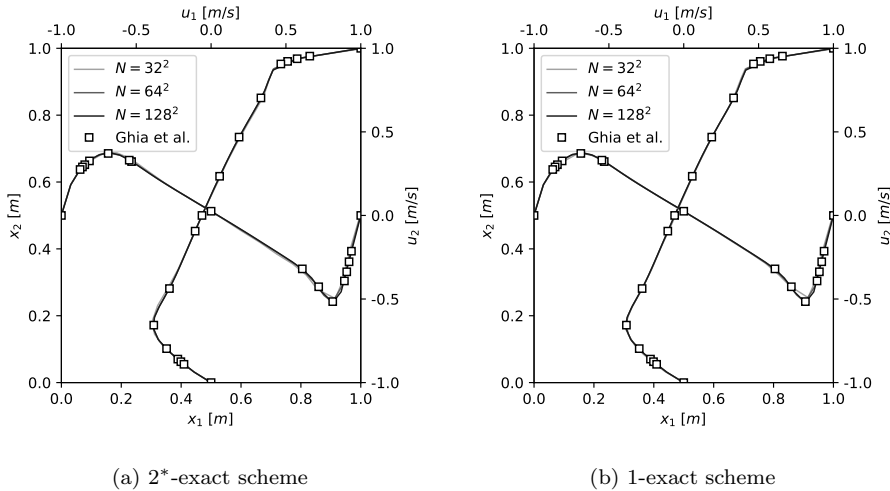 u₁ [m/s]
-1.0 -0.5 0.0 0.5 1.0
1.0 0.8 0.6 0.4 0.2 0.0
x₂ [m]
N = 32²
N = 64²
N = 128²
Ghia et al.
1.0 0.5 0.0 -0.5 -1.0
u₂ [m/s]
0.0 0.2 0.4 0.6 0.8 1.0
x₁ [m]
(a) 2*-exact scheme
u₁ [m/s]
-1.0 -0.5 0.0 0.5 1.0
1.0 0.8 0.6 0.4 0.2 0.0
x₂ [m]
N = 32²
N = 64²
N = 128²
Ghia et al.
1.0 0.5 0.0 -0.5 -1.0
u₂ [m/s]
0.0 0.2 0.4 0.6 0.8 1.0
x₁ [m]
(b) 1-exact scheme